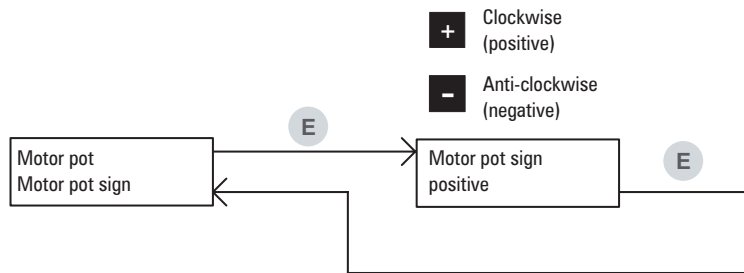 +
Clockwise
(positive)
-
Anti-clockwise
(negative)
E
Motor pot
Motor pot sign
Motor pot sign
positive
E